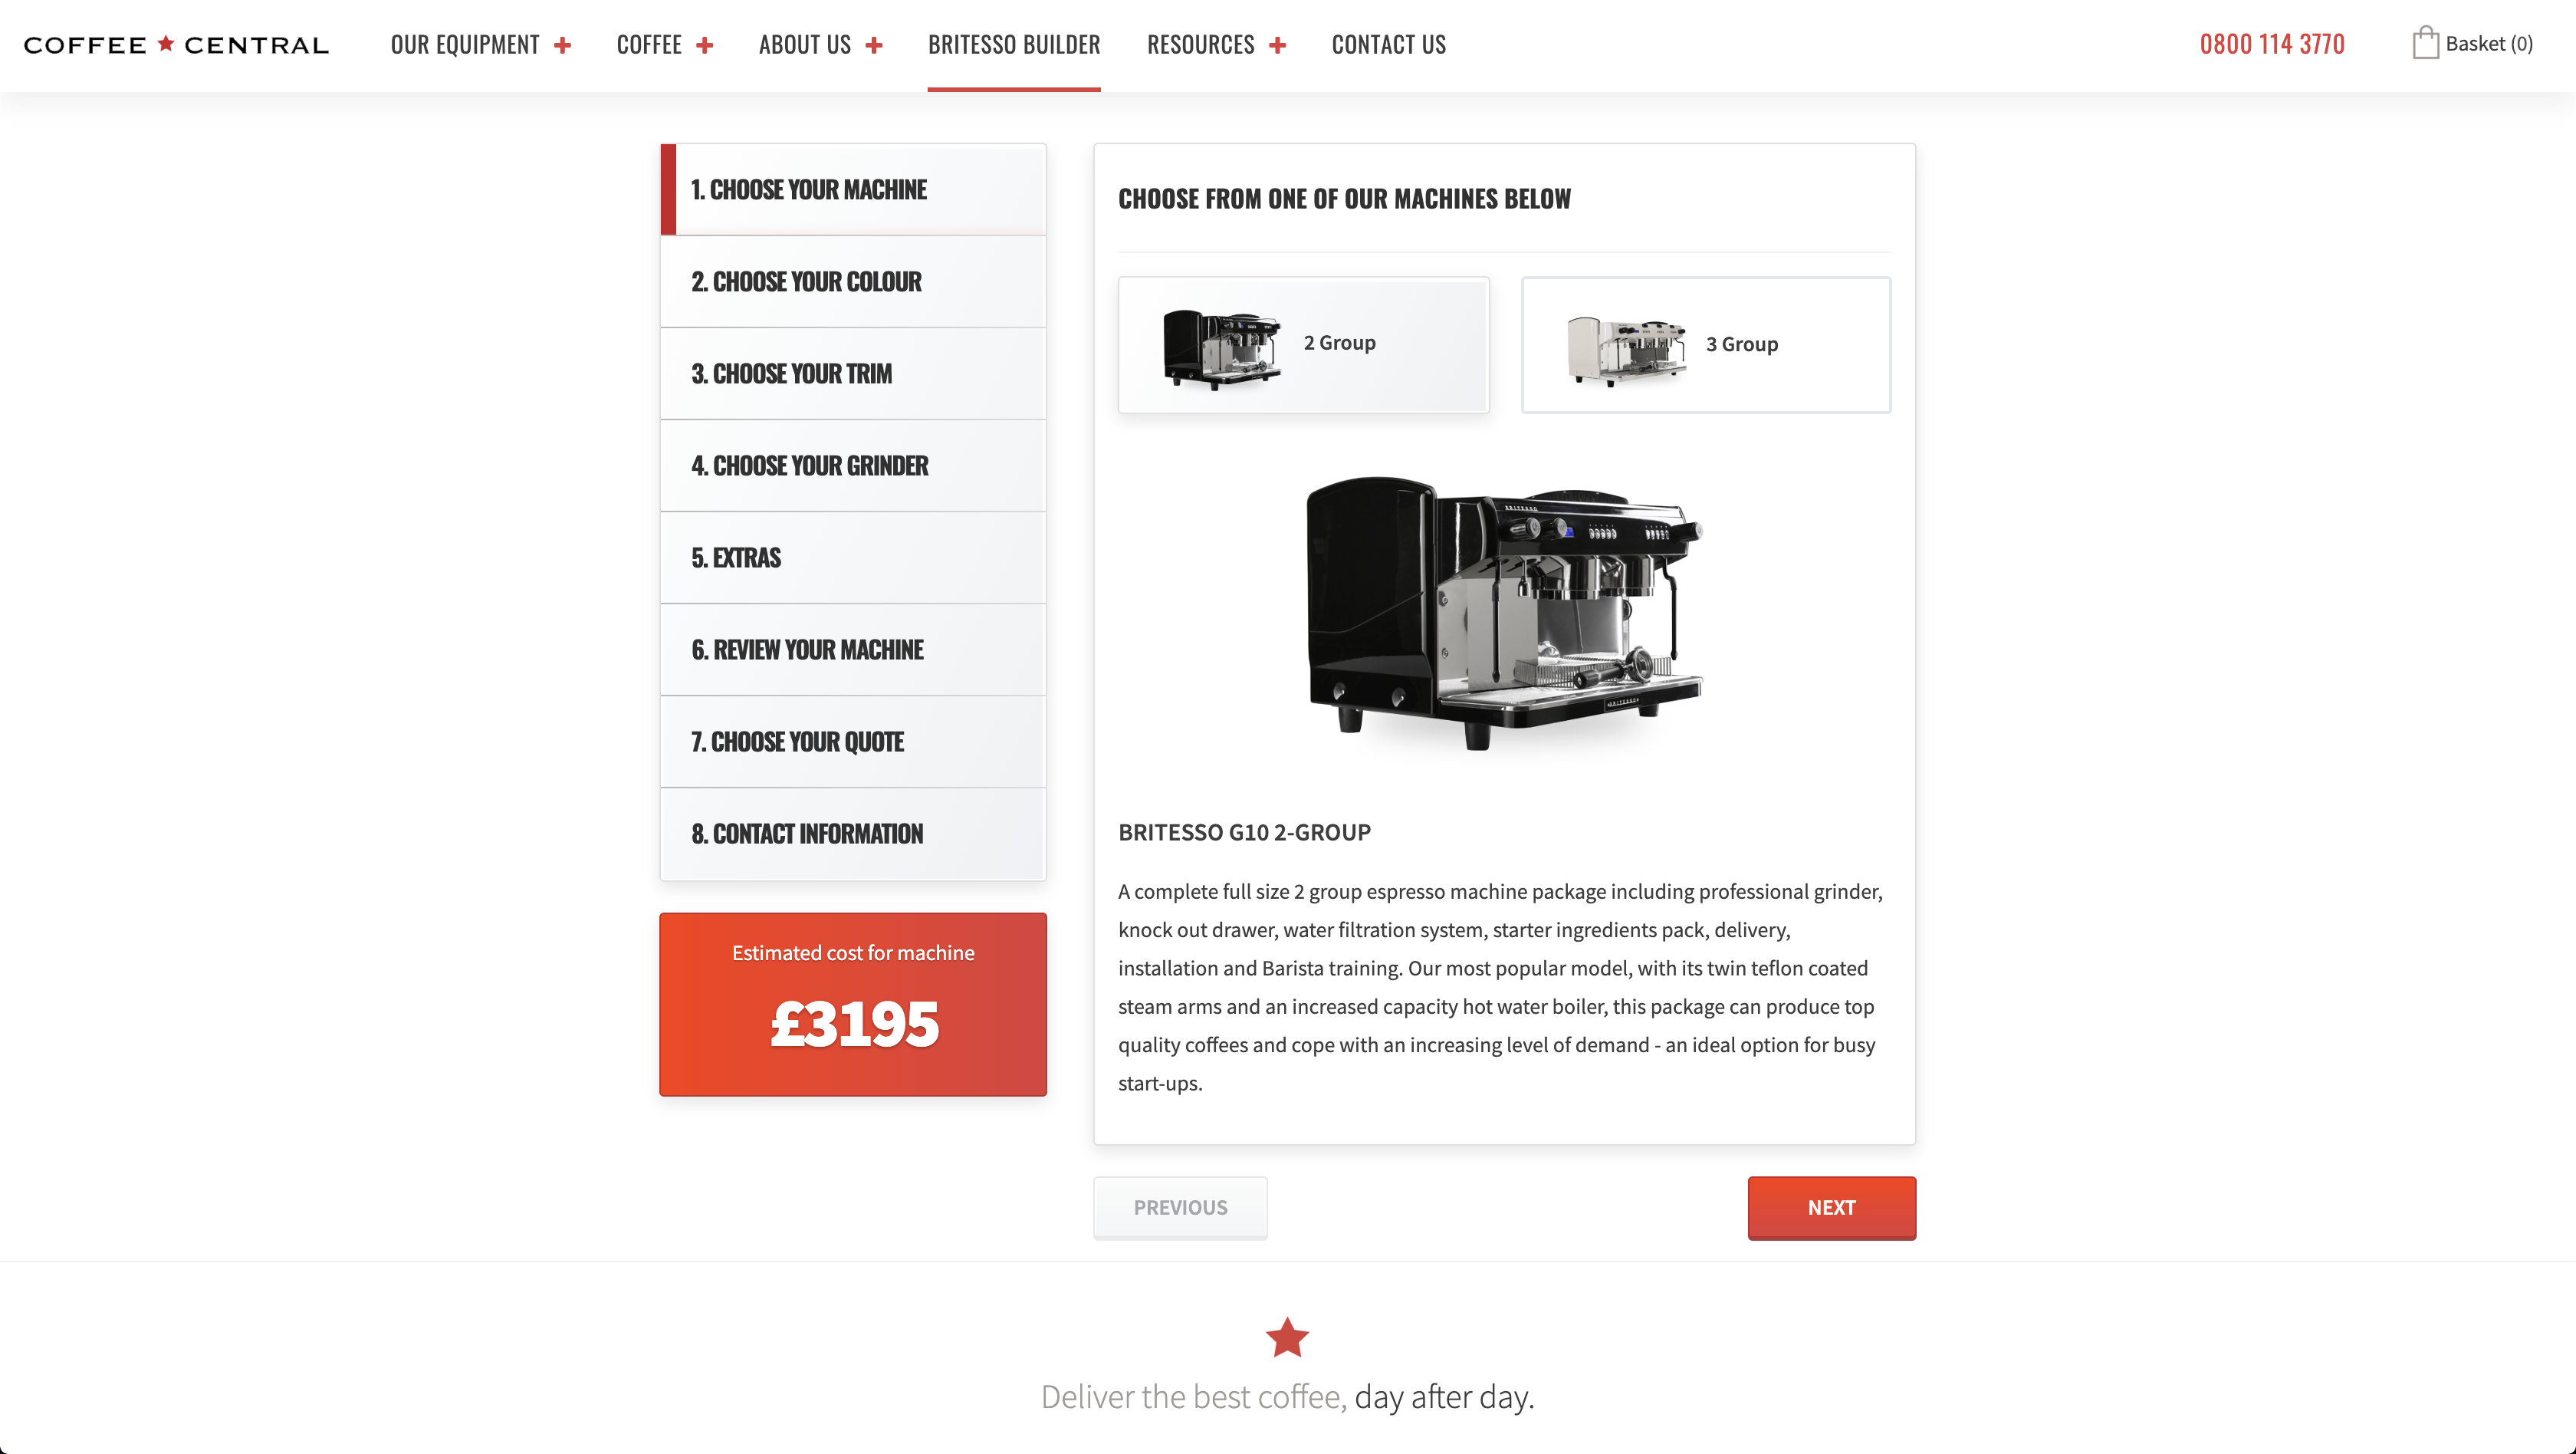 COFFEE ★ CENTRAL
OUR EQUIPMENT +
COFFEE +
ABOUT US +
BRITESSO BUILDER
RESOURCES +
CONTACT US
0800 114 3770
Basket (0)
1. CHOOSE YOUR MACHINE
2. CHOOSE YOUR COLOUR
3. CHOOSE YOUR TRIM
4. CHOOSE YOUR GRINDER
5. EXTRAS
6. REVIEW YOUR MACHINE
7. CHOOSE YOUR QUOTE
8. CONTACT INFORMATION
Estimated cost for machine
£3195
CHOOSE FROM ONE OF OUR MACHINES BELOW
2 Group
3 Group
BRITESSO
BRITESSO
BRITESSO G10 2-GROUP
A complete full size 2 group espresso machine package including professional grinder,
knock out drawer, water filtration system, starter ingredients pack, delivery,
installation and Barista training. Our most popular model, with its twin teflon coated
steam arms and an increased capacity hot water boiler, this package can produce top
quality coffees and cope with an increasing level of demand - an ideal option for busy
start-ups.
PREVIOUS
NEXT
Deliver the best coffee, day after day.